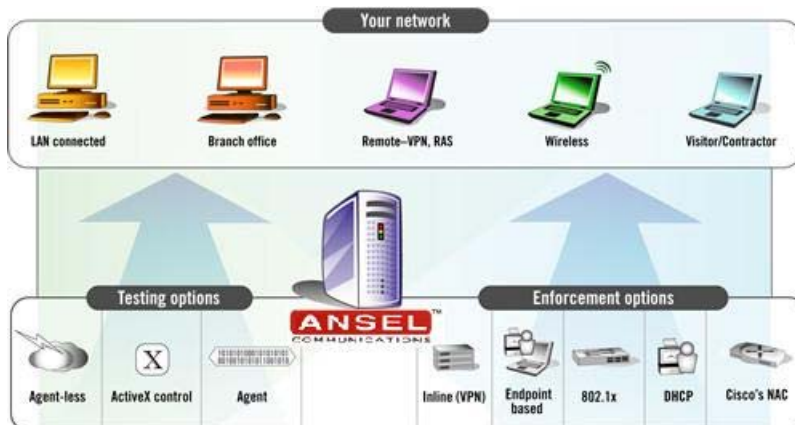 Your network
LAN connected
Branch office
Remote–VPN, RAS
Wireless
Visitor/Contractor
Testing options
Enforcement options
ANSEL™
COMMUNICATIONS
X
Agent-less
ActiveX control
Agent
Inline (VPN)
Endpoint
based
802.1x
DHCP
Cisco's NAC